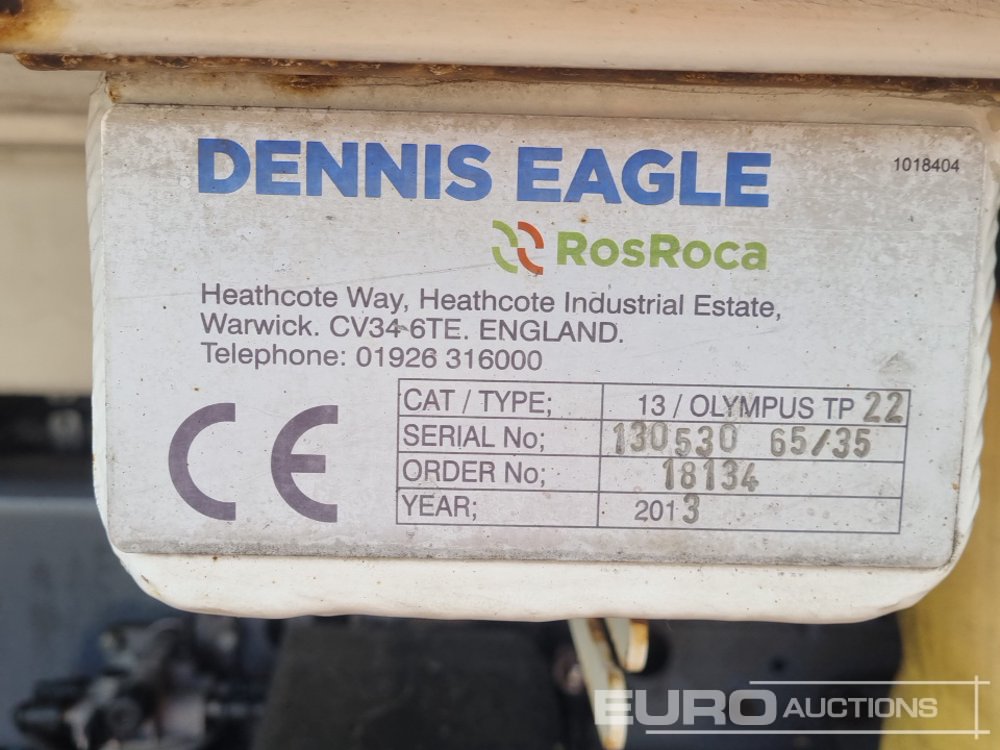 DENNIS EAGLE
1018404
RosRoca
Heathcote Way, Heathcote Industrial Estate,
Warwick. CV34 6TE. ENGLAND.
Telephone: 01926 316000
CE
CAT / TYPE; 13 / OLYMPUS TP 22
SERIAL No; 130530 65/35
ORDER No; 18134
YEAR; 2013
EURO AUCTIONS